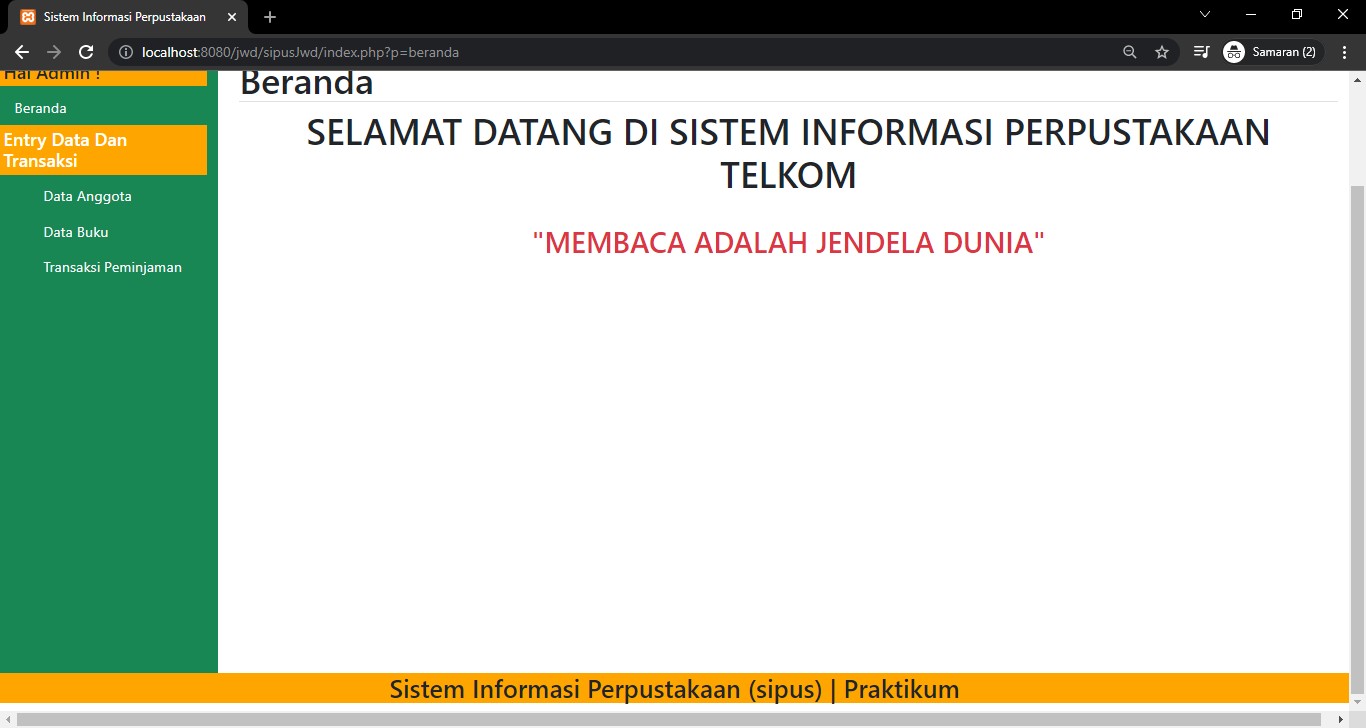 Sistem Informasi Perpustakaan
localhost:8080/jwd/sipusJwd/index.php?p=beranda
Samaran (2)
Hai Admin !
Beranda
Entry Data Dan
Transaksi
Data Anggota
Data Buku
Transaksi Peminjaman
Beranda
SELAMAT DATANG DI SISTEM INFORMASI PERPUSTAKAAN
TELKOM
"MEMBACA ADALAH JENDELA DUNIA"
Sistem Informasi Perpustakaan (sipus) | Praktikum